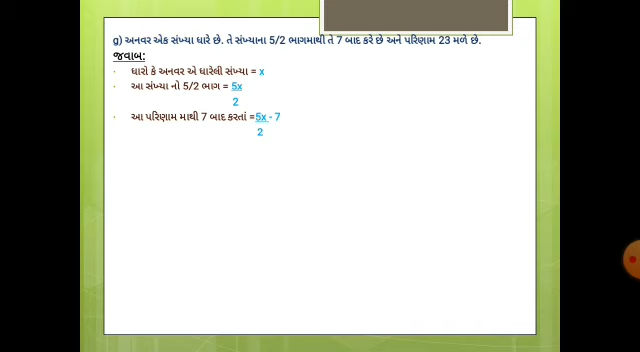 g) અનવર એક સંખ્યા ધારે છે. તે સંખ્યાના 5/2 ભાગમાથી તે 7 બાદ કરે છે અને પરિણામ 23 મળે છે.
જવાબ:
· ધારો કે અનવર એ ધારેલી સંખ્યા = x
· આ સંખ્યા નો 5/2 ભાગ = 5x
2
· આ પરિણામ માથી 7 બાદ કરતાં =5x - 7
2